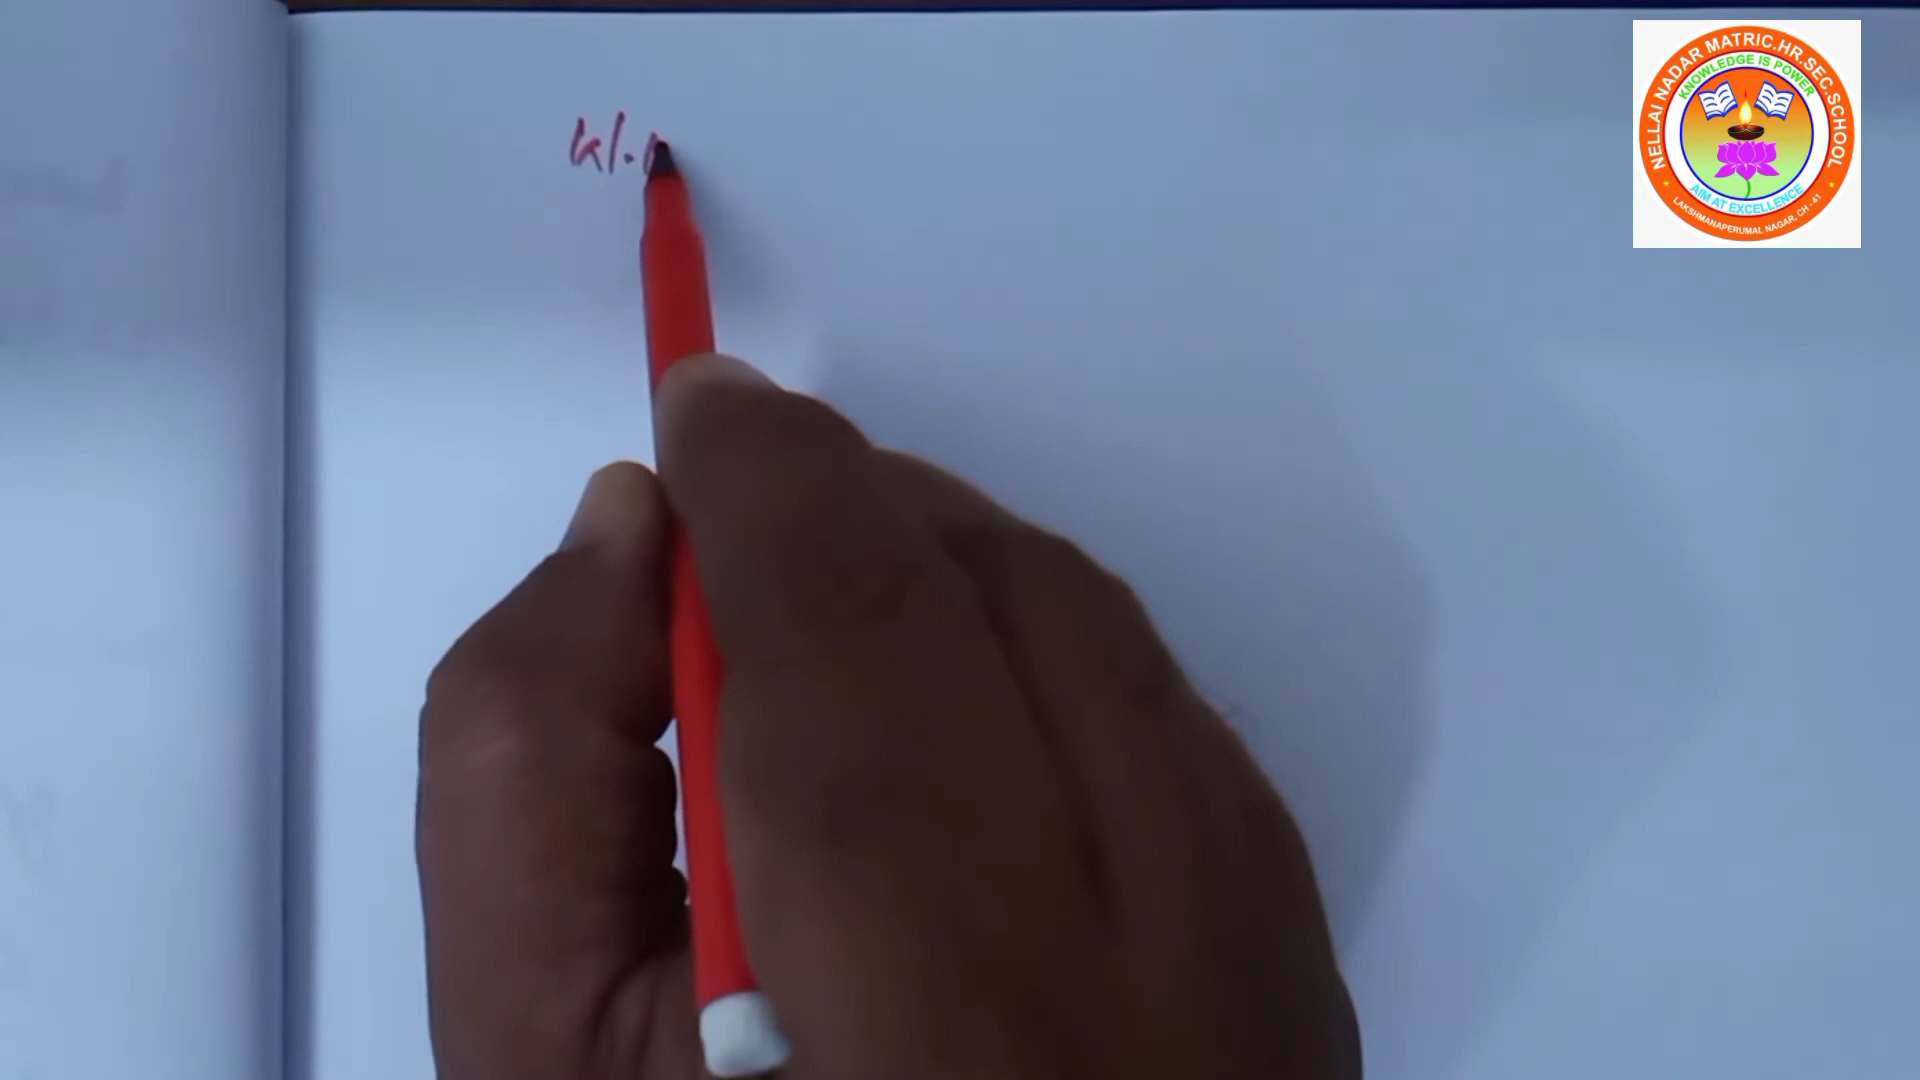 NELLAI NADAR MATRIC.HR.SEC.SCHOOL
KNOWLEDGE IS POWER
AIM AT EXCELLENCE
LAKSHMANAPERUMAL NAGAR, CH - 41